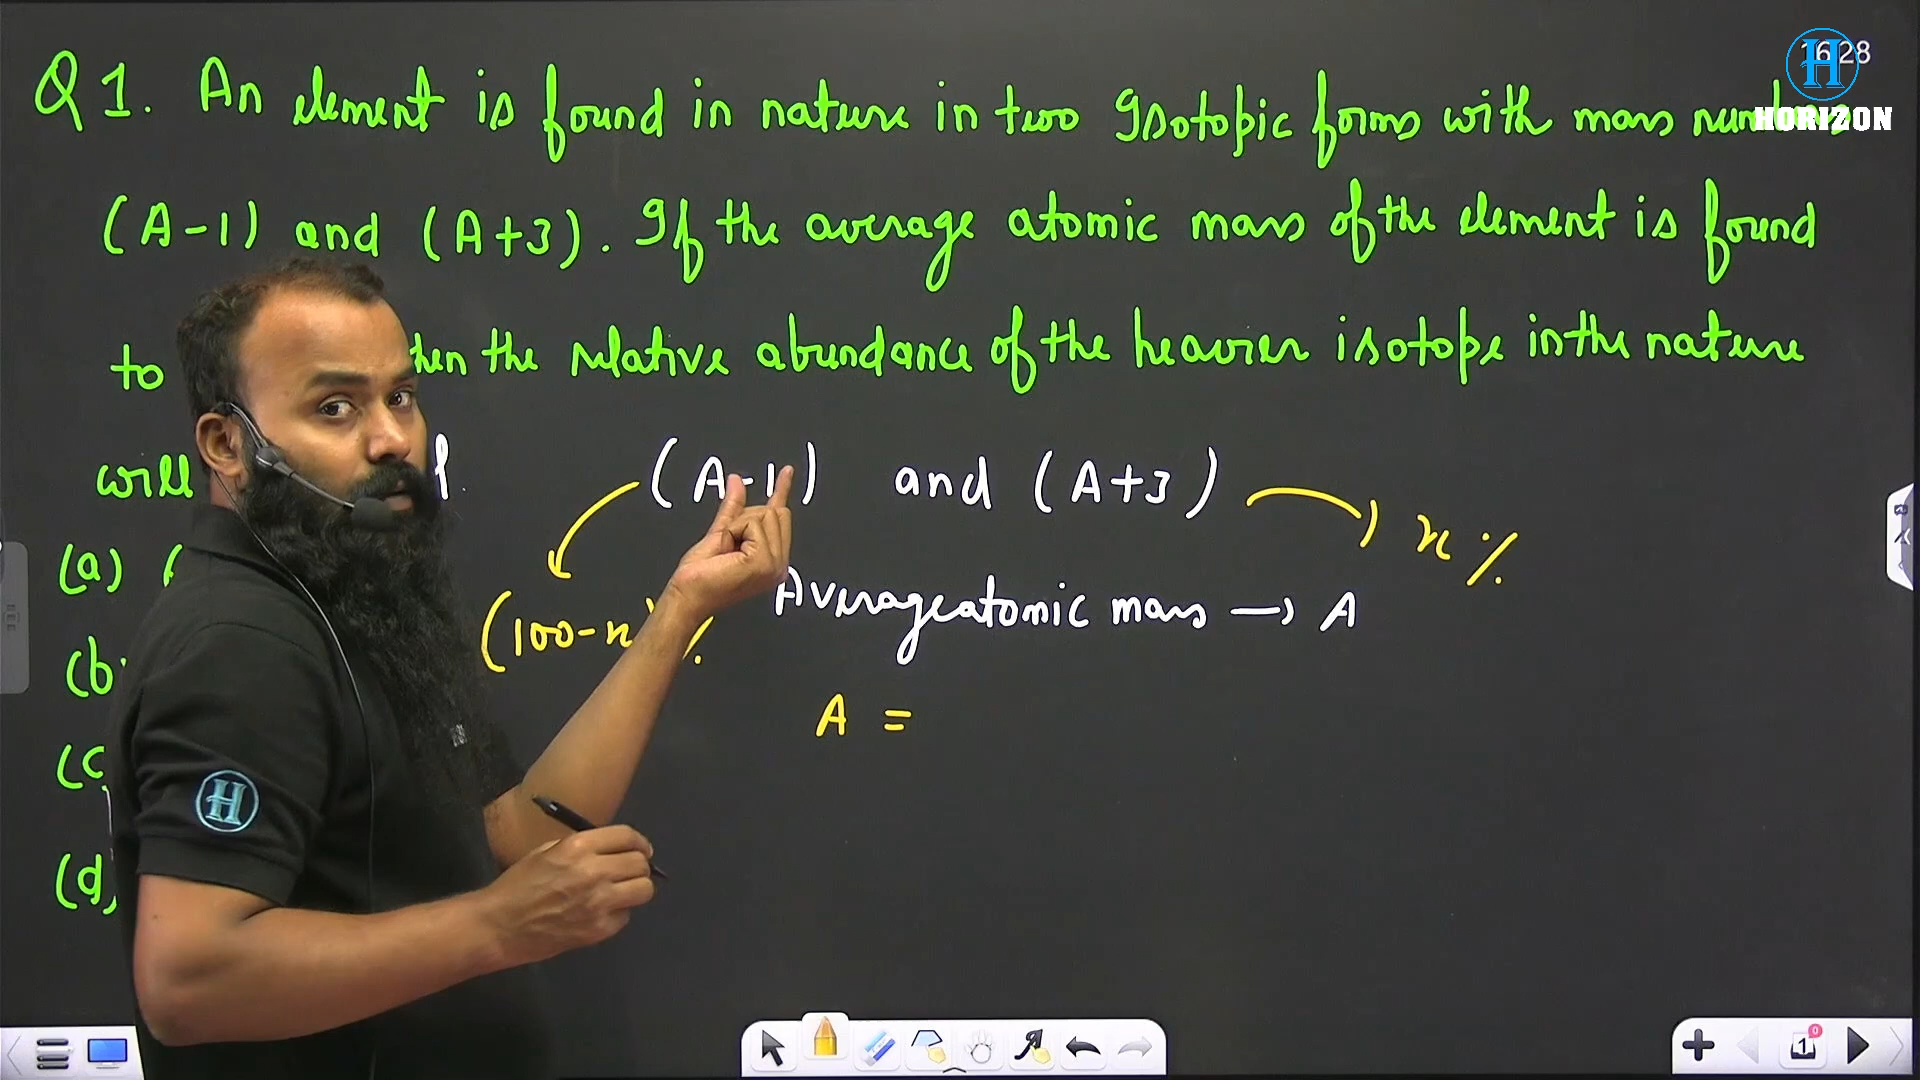 16:28
HORIZON
Q1. An element is found in nature in two Isotopic forms with mass numbers
(A-1) and (A+3). If the average atomic mass of the element is found
to then the relative abundance of the heavier isotope in the nature
will
(A-1) and (A+3)
x %
(a)
(100-x) %
Average atomic mass → A
(b)
A =
(c)
(d)
H
1